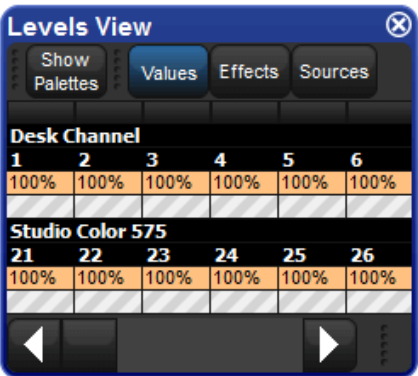 Levels View
Show Palettes Values Effects Sources
Desk Channel
1 2 3 4 5 6
100% 100% 100% 100% 100% 100%
Studio Color 575
21 22 23 24 25 26
100% 100% 100% 100% 100% 100%